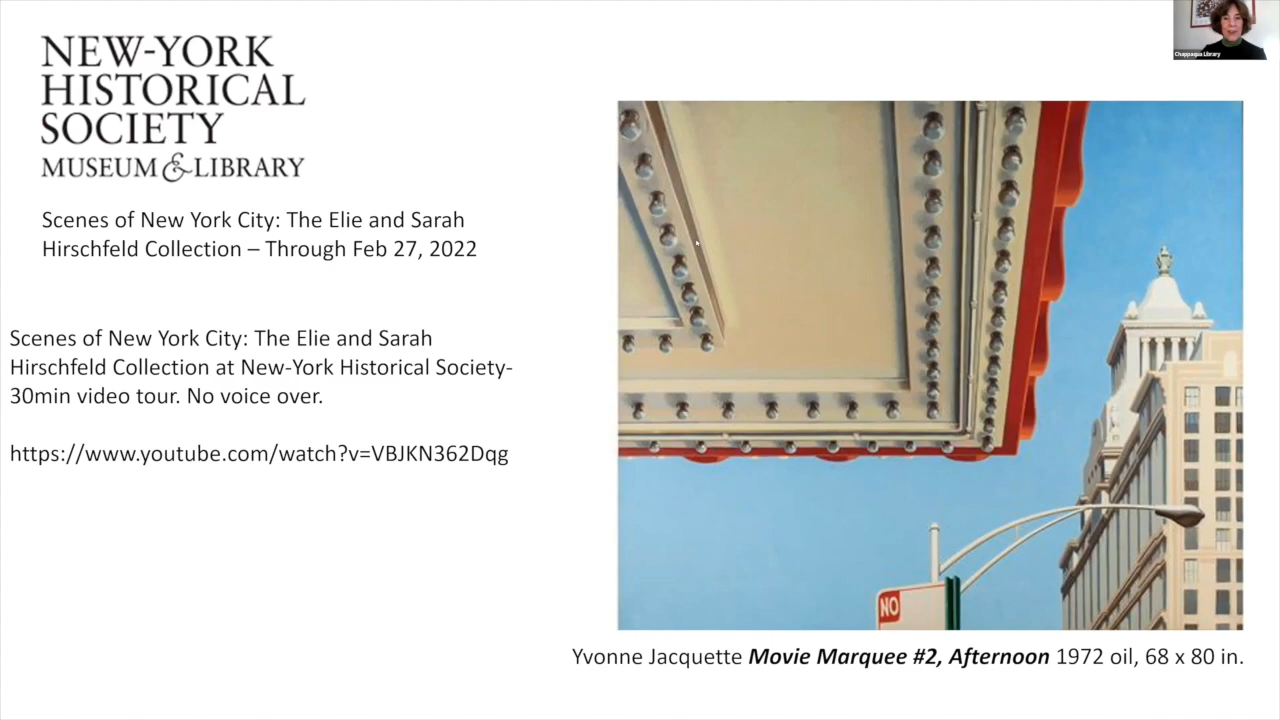 NEW-YORK
HISTORICAL
SOCIETY
MUSEUM & LIBRARY
Chappaqua Library
Scenes of New York City: The Elie and Sarah
Hirschfeld Collection – Through Feb 27, 2022
Scenes of New York City: The Elie and Sarah
Hirschfeld Collection at New-York Historical Society-
30min video tour. No voice over.
https://www.youtube.com/watch?v=VBJKN362Dqg
NO
Yvonne Jacquette Movie Marquee #2, Afternoon 1972 oil, 68 x 80 in.